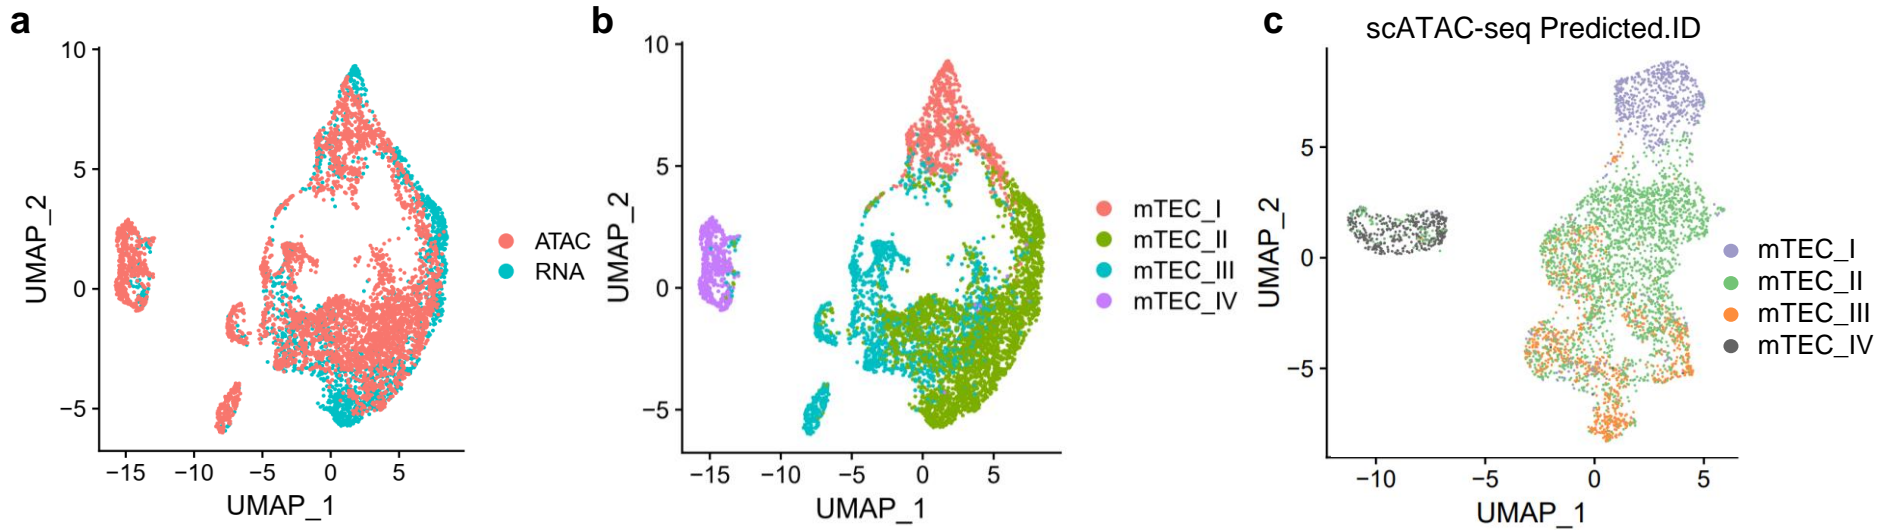 a
10
5
0
−5
−15
−10
−5
0
5
UMAP_1
UMAP_2
ATAC
RNA
b
10
5
0
−5
−15
−10
−5
0
5
UMAP_1
UMAP_2
mTEC_I
mTEC_II
mTEC_III
mTEC_IV
c
scATAC-seq Predicted.ID
5
0
−5
−10
−5
0
5
UMAP_1
UMAP_2
mTEC_I
mTEC_II
mTEC_III
mTEC_IV